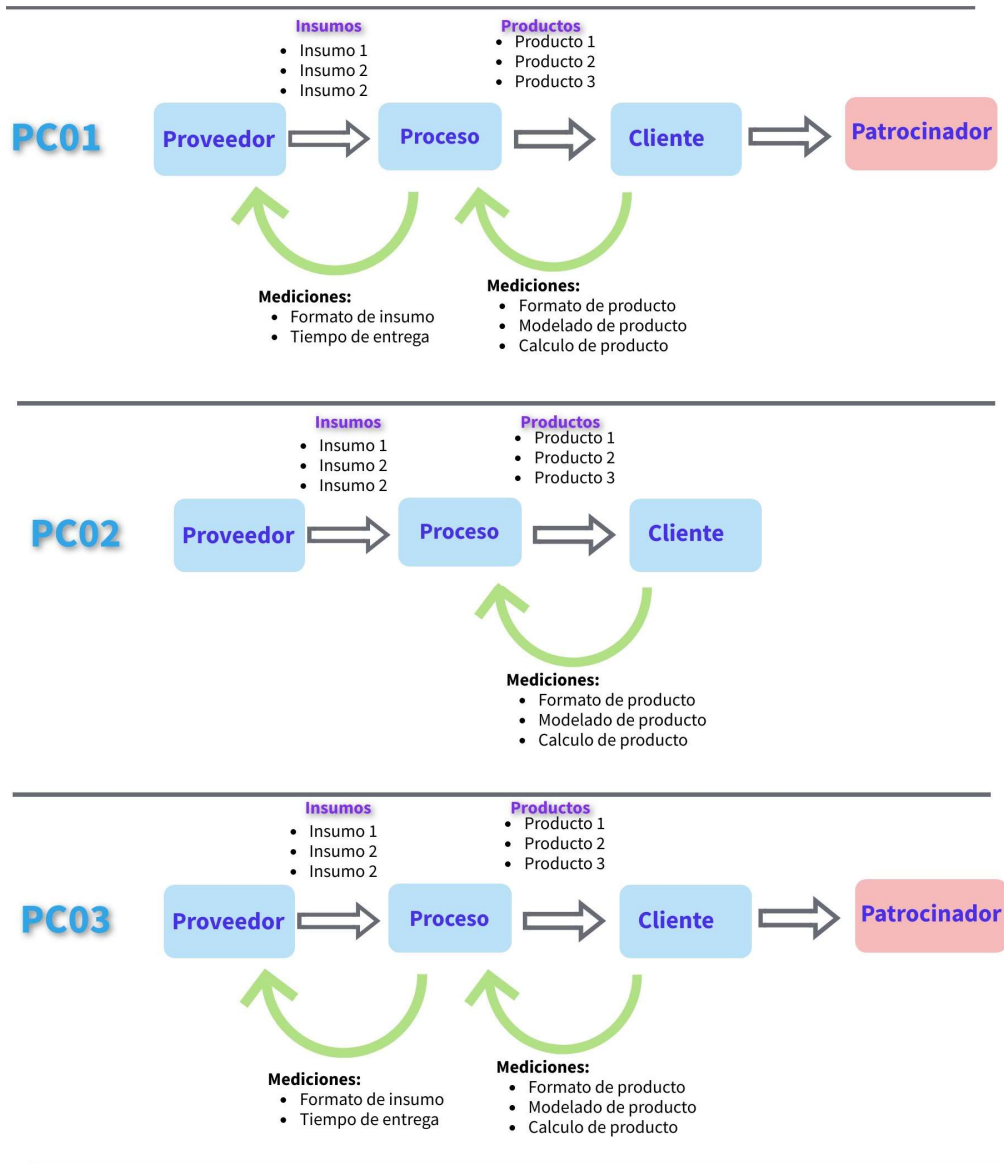 Insumos
Productos
• Insumo 1
• Insumo 2
• Insumo 2
• Producto 1
• Producto 2
• Producto 3
PC01
Proveedor
Proceso
Cliente
Patrocinador
Mediciones:
• Formato de insumo
• Tiempo de entrega
Mediciones:
• Formato de producto
• Modelado de producto
• Calculo de producto
Insumos
Productos
• Insumo 1
• Insumo 2
• Insumo 2
• Producto 1
• Producto 2
• Producto 3
PC02
Proveedor
Proceso
Cliente
Mediciones:
• Formato de producto
• Modelado de producto
• Calculo de producto
Insumos
Productos
• Insumo 1
• Insumo 2
• Insumo 2
• Producto 1
• Producto 2
• Producto 3
PC03
Proveedor
Proceso
Cliente
Patrocinador
Mediciones:
• Formato de insumo
• Tiempo de entrega
Mediciones:
• Formato de producto
• Modelado de producto
• Calculo de producto